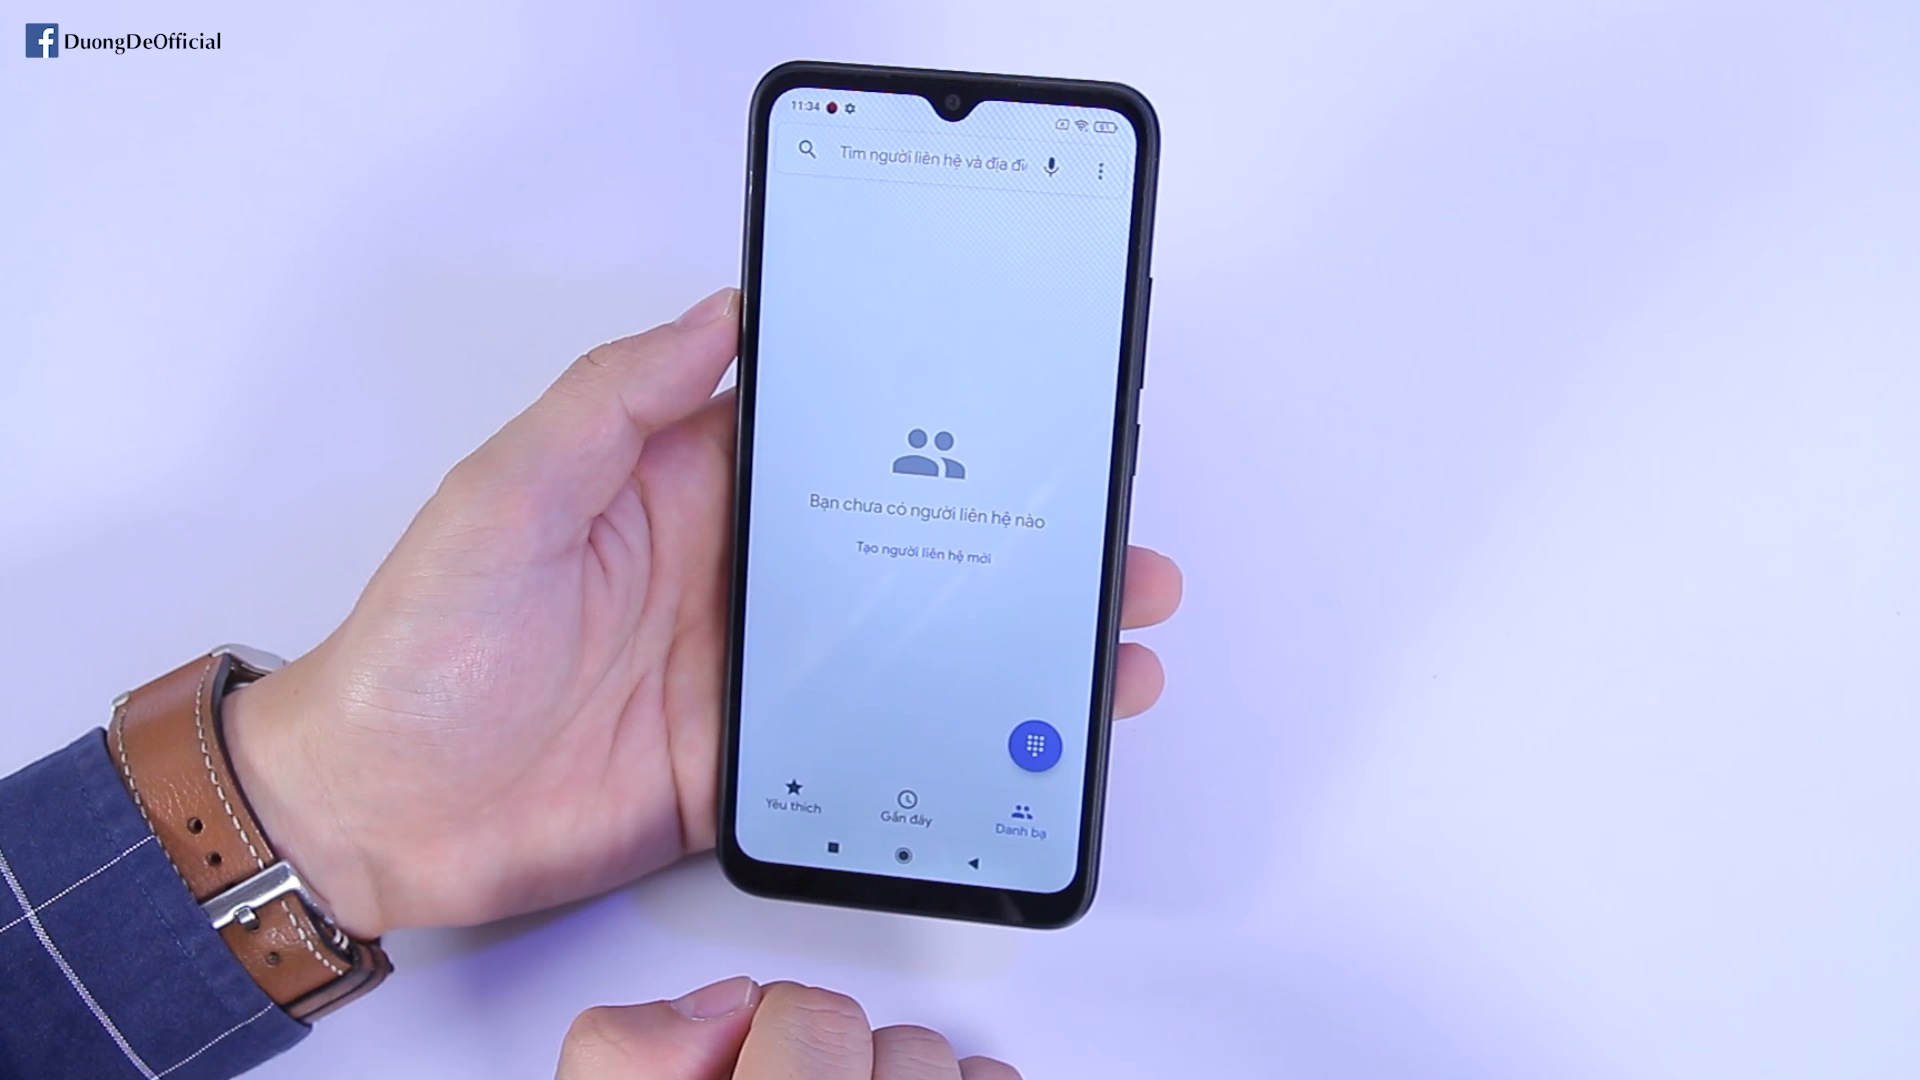 DuongDeOfficial
11:34
Tìm người liên hệ và địa đi
Bạn chưa có người liên hệ nào
Tạo người liên hệ mới
Yêu thích
Gần đây
Danh bạ